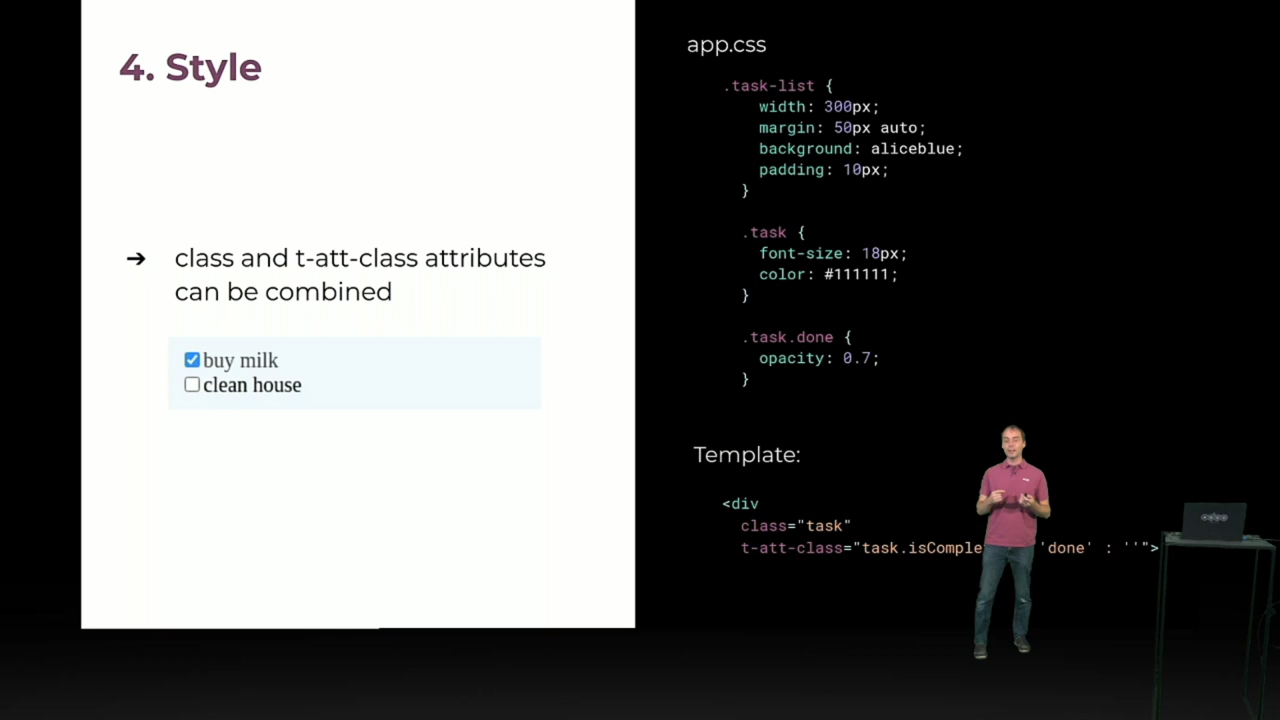 4. Style
➔ class and t-att-class attributes
can be combined
buy milk
clean house
app.css
.task-list {
width: 300px;
margin: 50px auto;
background: aliceblue;
padding: 10px;
}
.task {
font-size: 18px;
color: #111111;
}
.task.done {
opacity: 0.7;
}
Template:
<div
class="task"
t-att-class="task.isComple 'done' : ''">
odoo